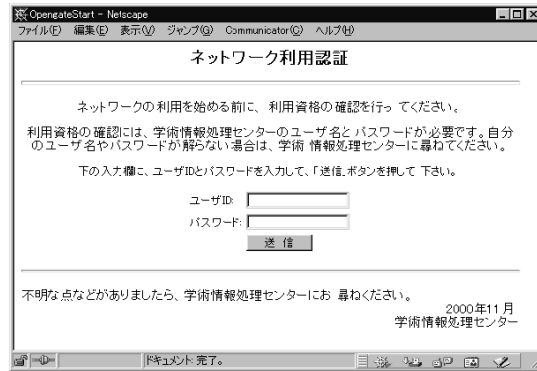 OpengateStart - Netscape
ファイル(F) 編集(E) 表示(V) ジャンプ(G) Communicator(C) ヘルプ(H)
ネットワーク利用認証
ネットワークの利用を始める前に、利用資格の確認を行っ てください。
利用資格の確認には、学術情報処理センターのユーザ名と パスワードが必要です。自分
のユーザ名やパスワードが解らない場合は、学術 情報処理センターに尋ねてください。
下の入力欄に、ユーザIDとパスワードを入力して、「送信」ボタンを押して 下さい。
ユーザID:
パスワード:
送 信
不明な点などがありましたら、学術情報処理センターにお 尋ねください。
2000年11月
学術情報処理センター
ドキュメント: 完了。